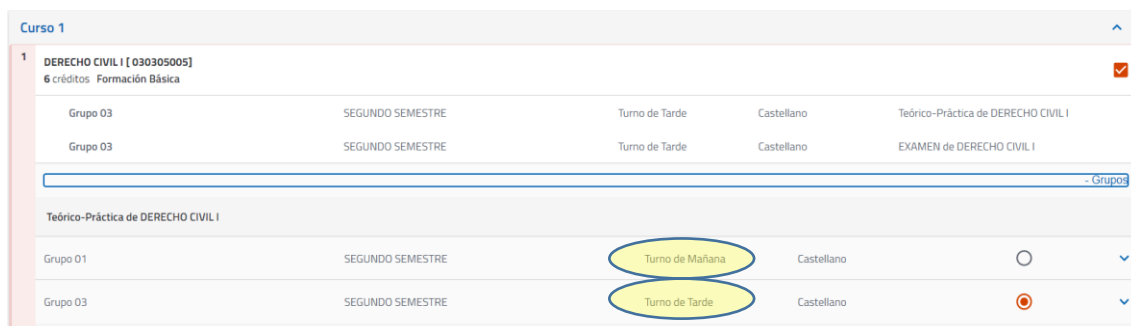 Curso 1
1 DERECHO CIVIL I [ 030305005]
6 créditos Formación Básica
Grupo 03 SEGUNDO SEMESTRE Turno de Tarde Castellano Teórico-Práctica de DERECHO CIVIL I
Grupo 03 SEGUNDO SEMESTRE Turno de Tarde Castellano EXAMEN de DERECHO CIVIL I
- Grupos
Teórico-Práctica de DERECHO CIVIL I
Grupo 01 SEGUNDO SEMESTRE Turno de Mañana Castellano
Grupo 03 SEGUNDO SEMESTRE Turno de Tarde Castellano